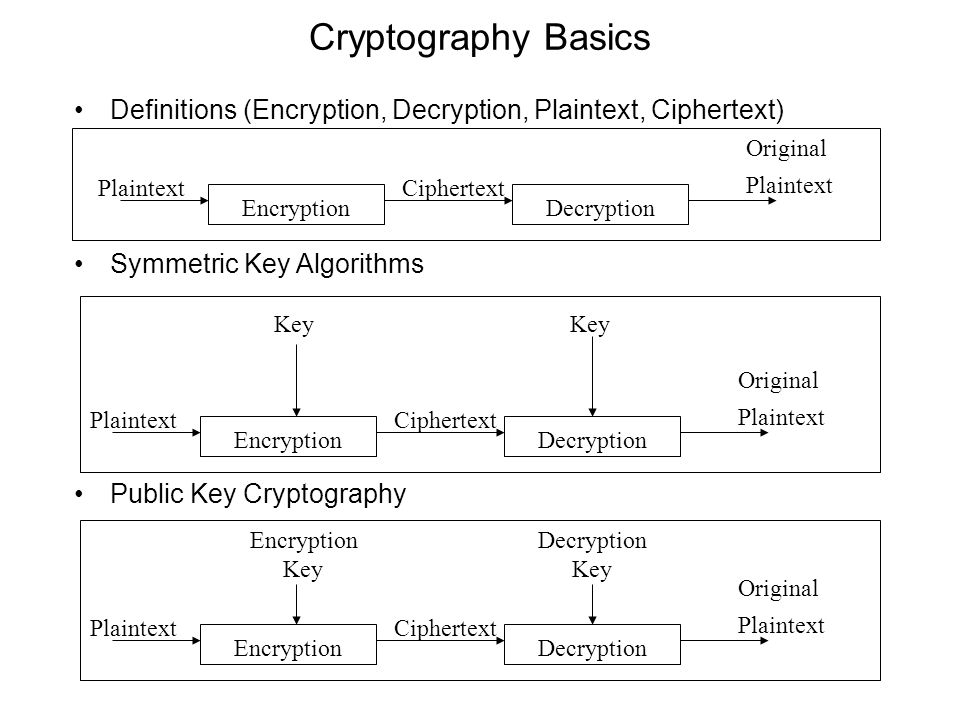 Cryptography Basics
• Definitions (Encryption, Decryption, Plaintext, Ciphertext)
Original
Plaintext
Plaintext
Encryption
Ciphertext
Decryption
• Symmetric Key Algorithms
Key
Key
Original
Plaintext
Plaintext
Encryption
Ciphertext
Decryption
• Public Key Cryptography
Encryption
Key
Decryption
Key
Original
Plaintext
Plaintext
Encryption
Ciphertext
Decryption